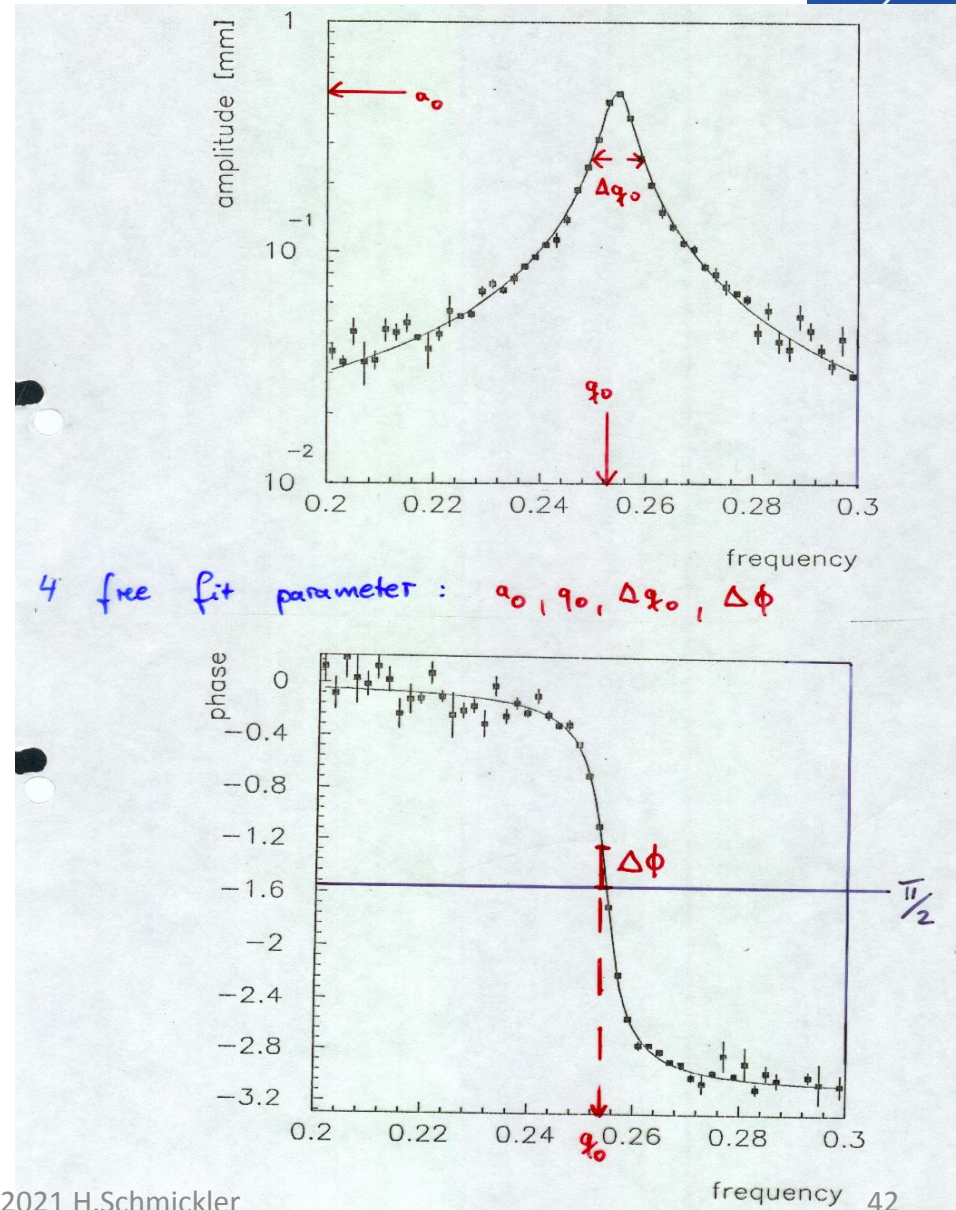 amplitude [mm]
1
a₀
Δq₀
10⁻¹
q₀
10⁻²
0.2 0.22 0.24 0.26 0.28 0.3
frequency
4 free fit parameter : a₀, q₀, Δq₀, Δϕ
phase
0
−0.4
−0.8
−1.2
Δϕ
−1.6
π/2
−2
−2.4
−2.8
−3.2
0.2 0.22 0.24 0.26 0.28 0.3
q₀
frequency
2021 H.Schmickler 42